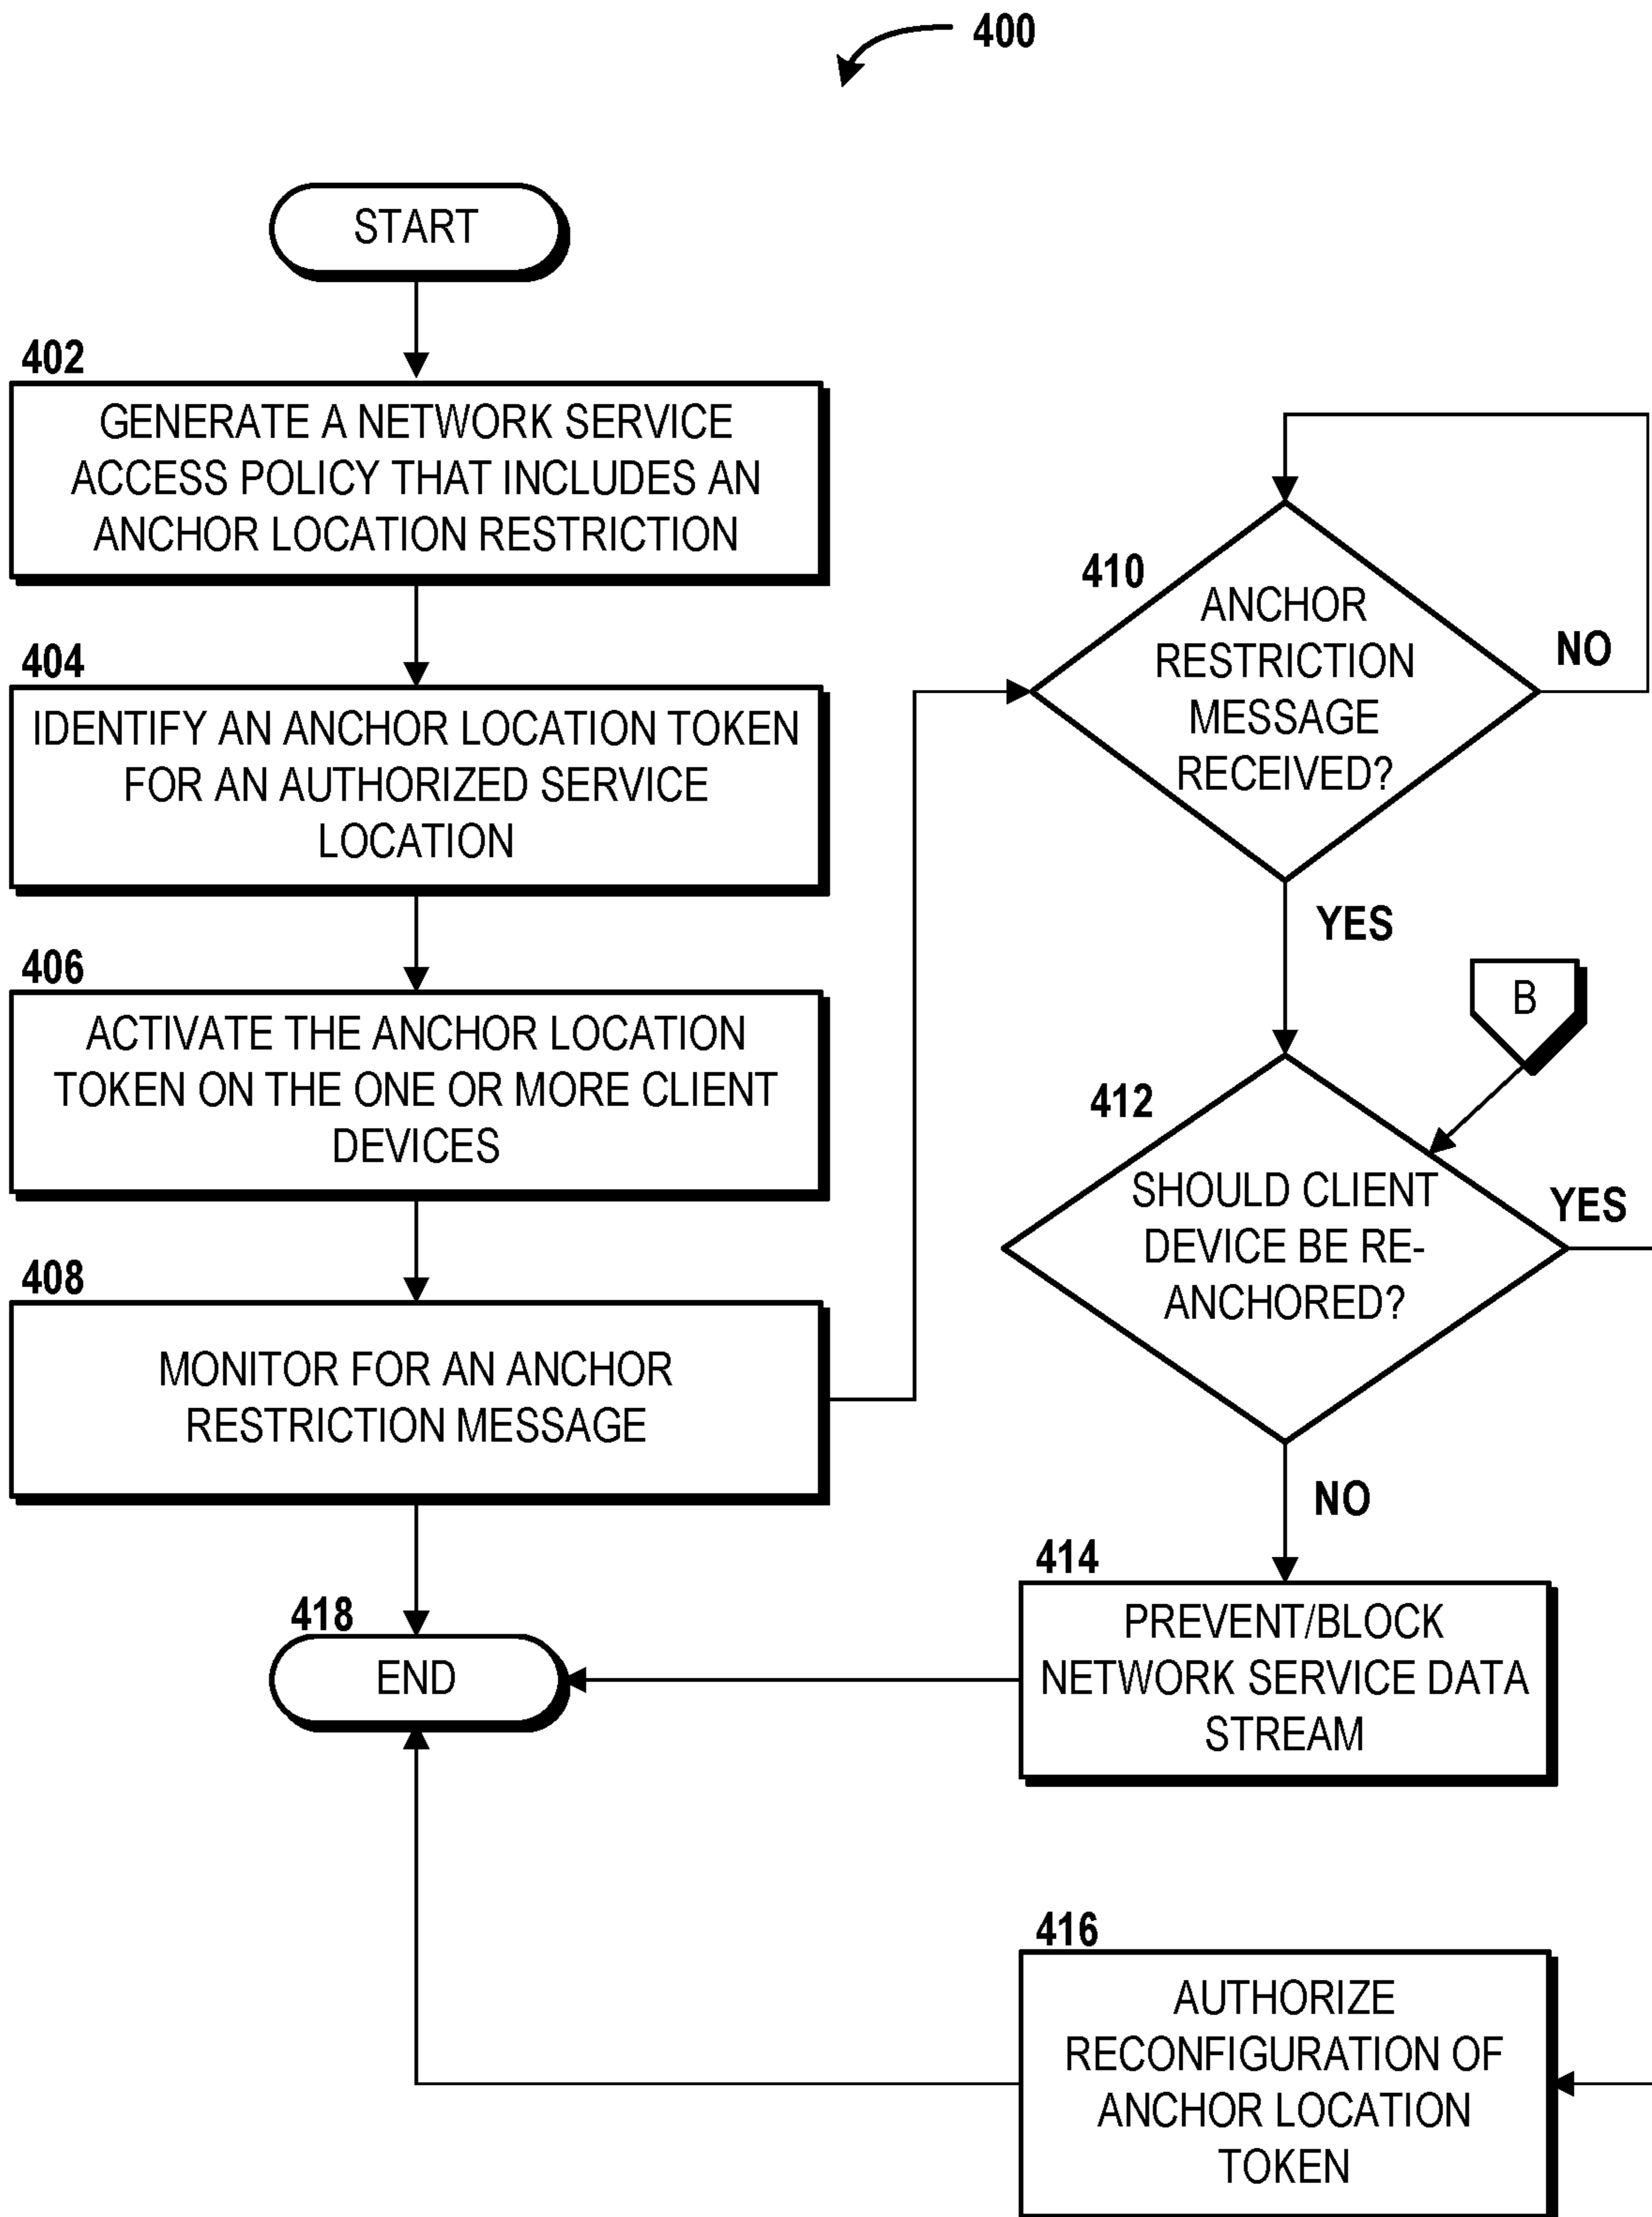 400
START
402
GENERATE A NETWORK SERVICE
ACCESS POLICY THAT INCLUDES AN
ANCHOR LOCATION RESTRICTION
404
IDENTIFY AN ANCHOR LOCATION TOKEN
FOR AN AUTHORIZED SERVICE
LOCATION
406
ACTIVATE THE ANCHOR LOCATION
TOKEN ON THE ONE OR MORE CLIENT
DEVICES
408
MONITOR FOR AN ANCHOR
RESTRICTION MESSAGE
418
END
410
ANCHOR
RESTRICTION
MESSAGE
RECEIVED?
NO
YES
B
412
SHOULD CLIENT
DEVICE BE RE-
ANCHORED?
YES
NO
414
PREVENT/BLOCK
NETWORK SERVICE DATA
STREAM
416
AUTHORIZE
RECONFIGURATION OF
ANCHOR LOCATION
TOKEN